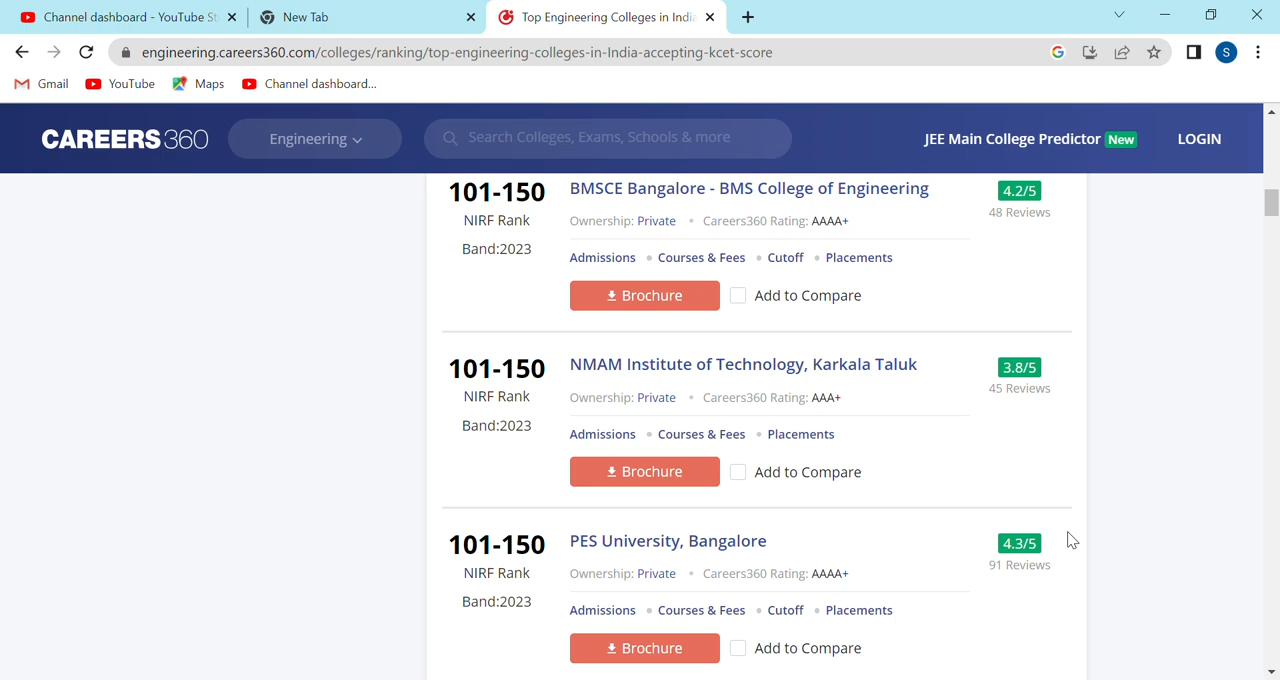 Channel dashboard - YouTube St
New Tab
Top Engineering Colleges in Indi
engineering.careers360.com/colleges/ranking/top-engineering-colleges-in-India-accepting-kcet-score
S
Gmail
YouTube
Maps
Channel dashboard...
CAREERS360
Engineering
Search Colleges, Exams, Schools & more
JEE Main College Predictor New
LOGIN
101-150
NIRF Rank
Band:2023
BMSCE Bangalore - BMS College of Engineering
Ownership: Private • Careers360 Rating: AAAA+
Admissions • Courses & Fees • Cutoff • Placements
Brochure
Add to Compare
4.2/5
48 Reviews
101-150
NIRF Rank
Band:2023
NMAM Institute of Technology, Karkala Taluk
Ownership: Private • Careers360 Rating: AAA+
Admissions • Courses & Fees • Placements
Brochure
Add to Compare
3.8/5
45 Reviews
101-150
NIRF Rank
Band:2023
PES University, Bangalore
Ownership: Private • Careers360 Rating: AAAA+
Admissions • Courses & Fees • Cutoff • Placements
Brochure
Add to Compare
4.3/5
91 Reviews